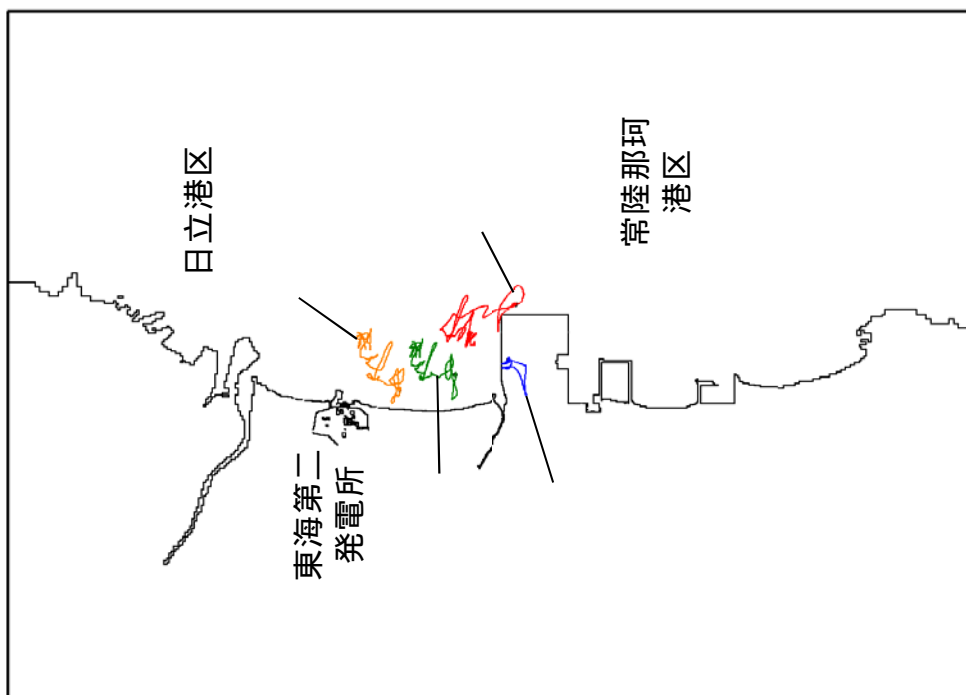 日立港区
常陸那珂
港区
東海第二
発電所